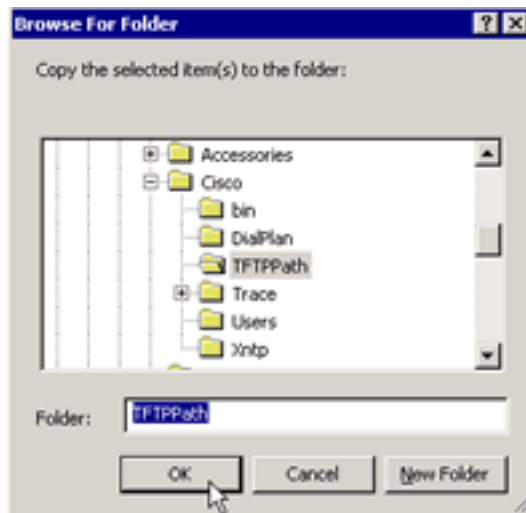 Browse For Folder
Copy the selected item(s) to the folder:
Accessories
Cisco
bin
DialPlan
TFTPPath
Trace
Users
Xntp
Folder: TFTPPath
OK Cancel New Folder